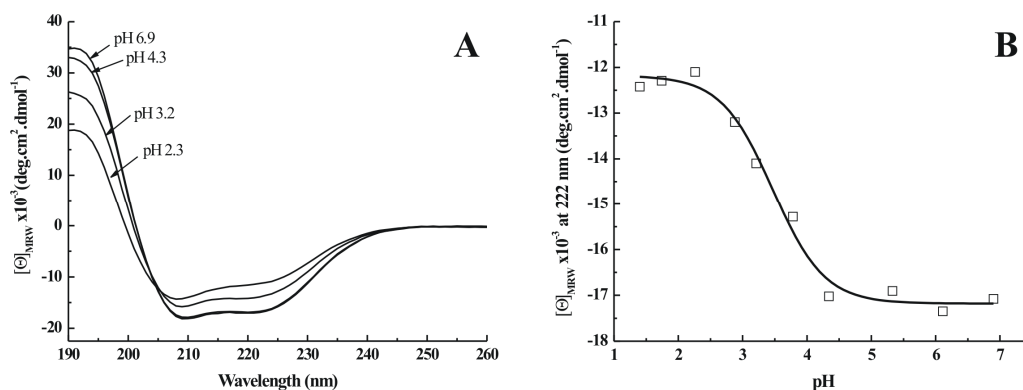 A
[Θ]MRW x10-3 (deg.cm2.dmol-1)
40
30
20
10
0
-10
-20
pH 6.9
pH 4.3
pH 3.2
pH 2.3
190 200 210 220 230 240 250 260
Wavelength (nm)
B
[Θ]MRW x10-3 at 222 nm (deg.cm2.dmol-1)
-11
-12
-13
-14
-15
-16
-17
-18
1 2 3 4 5 6 7
pH